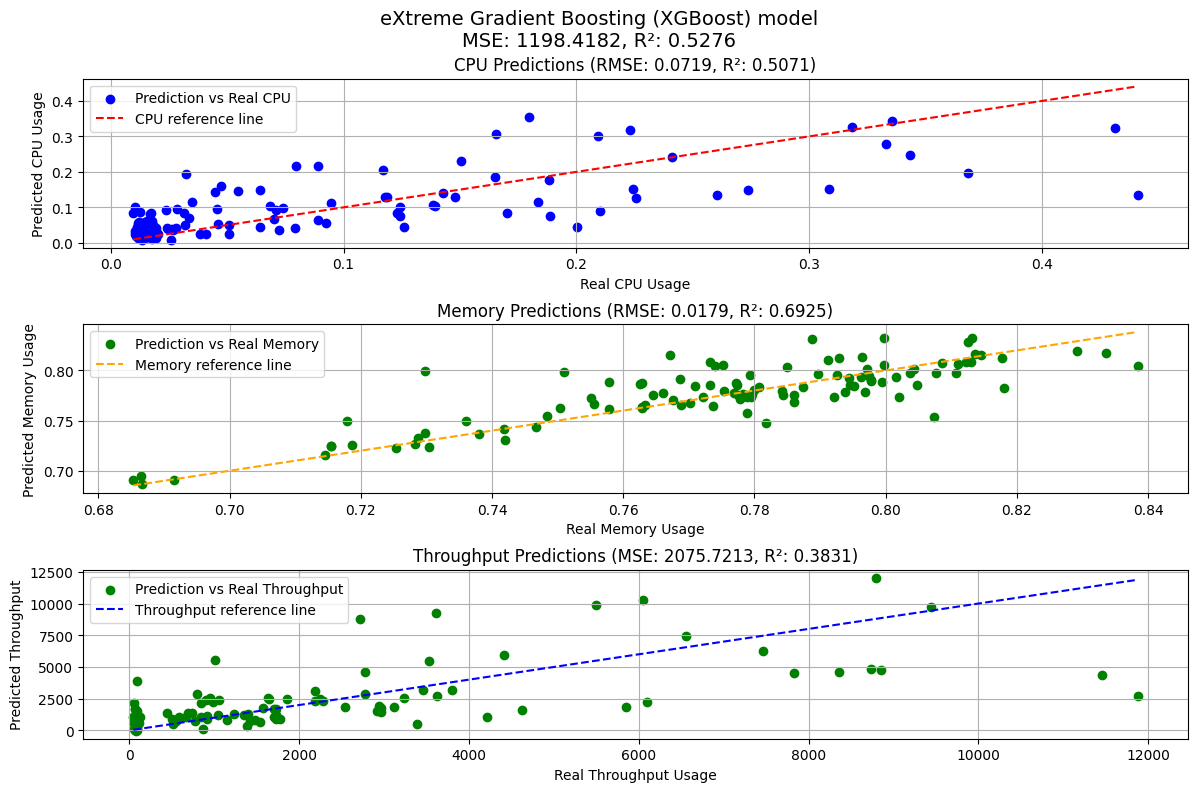 eXtreme Gradient Boosting (XGBoost) model
MSE: 1198.4182, R²: 0.5276
CPU Predictions (RMSE: 0.0719, R²: 0.5071)
Prediction vs Real CPU
CPU reference line
Predicted CPU Usage
0.4
0.3
0.2
0.1
0.0
0.0 0.1 0.2 0.3 0.4
Real CPU Usage
Memory Predictions (RMSE: 0.0179, R²: 0.6925)
Prediction vs Real Memory
Memory reference line
Predicted Memory Usage
0.80
0.75
0.70
0.68 0.70 0.72 0.74 0.76 0.78 0.80 0.82 0.84
Real Memory Usage
Throughput Predictions (MSE: 2075.7213, R²: 0.3831)
Prediction vs Real Throughput
Throughput reference line
Predicted Throughput
12500
10000
7500
5000
2500
0
0 2000 4000 6000 8000 10000 12000
Real Throughput Usage